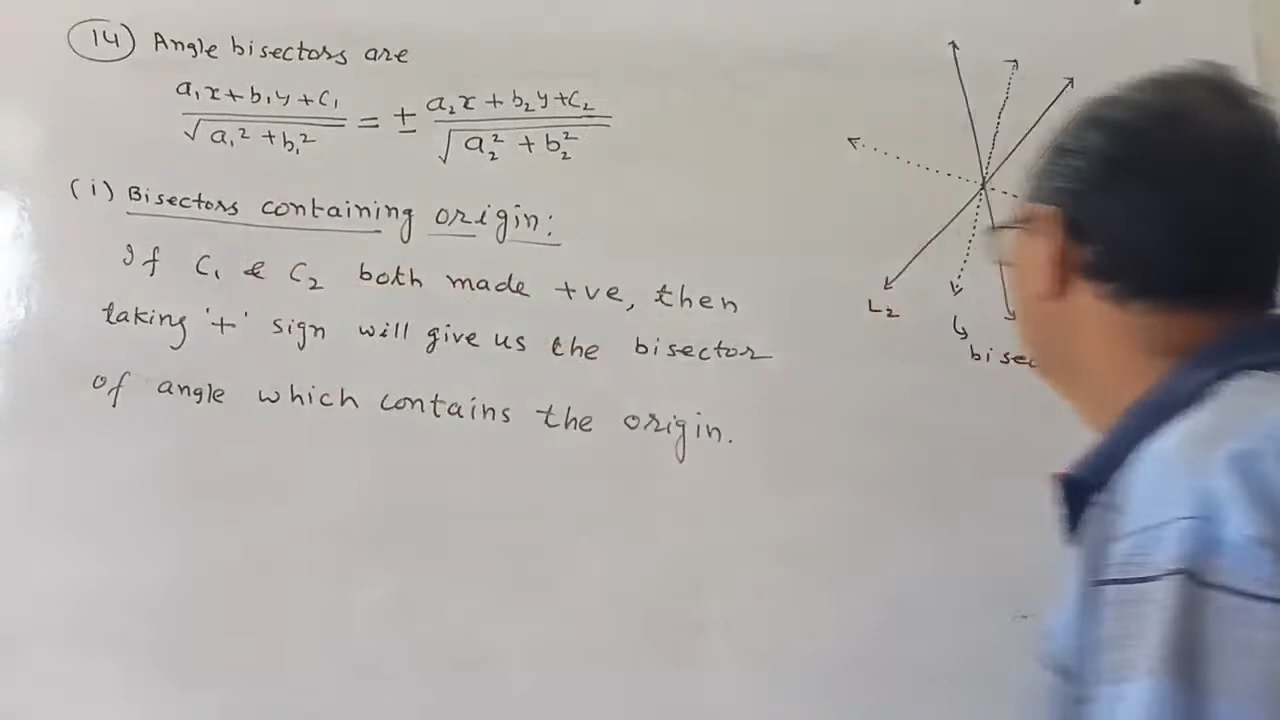 14 Angle bisectors are
a₁x+b₁y+c₁ / √a₁²+b₁² = ± a₂x+b₂y+c₂ / √a₂²+b₂²
(i) Bisectors containing origin:
If C₁ & C₂ both made +ve, then
taking '+' sign will give us the bisector
of angle which contains the origin.
L₂
bisec